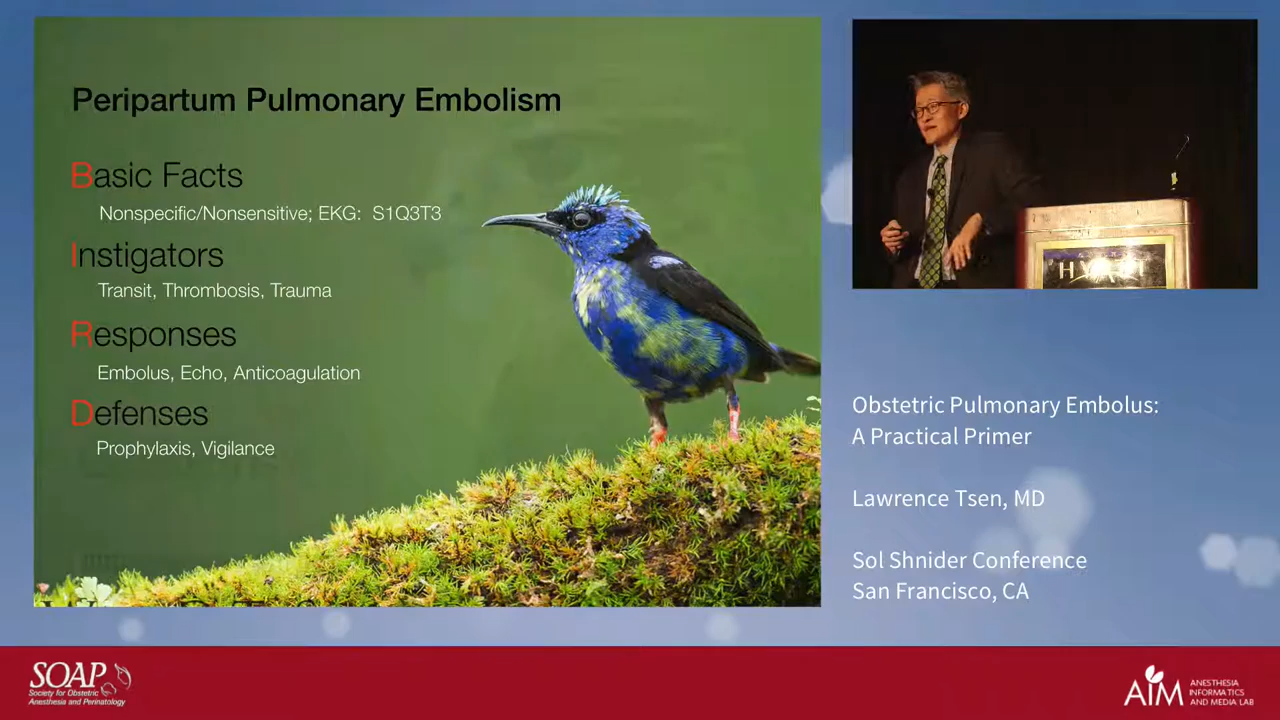 Peripartum Pulmonary Embolism
Basic Facts
Nonspecific/Nonsensitive; EKG: S1Q3T3
Instigators
Transit, Thrombosis, Trauma
Responses
Embolus, Echo, Anticoagulation
Defenses
Prophylaxis, Vigilance
HYATT
Obstetric Pulmonary Embolus:
A Practical Primer
Lawrence Tsen, MD
Sol Shnider Conference
San Francisco, CA
SOAP
Society for Obstetric
Anesthesia and Perinatology
AIM
ANESTHESIA
INFORMATICS
AND MEDIA LAB